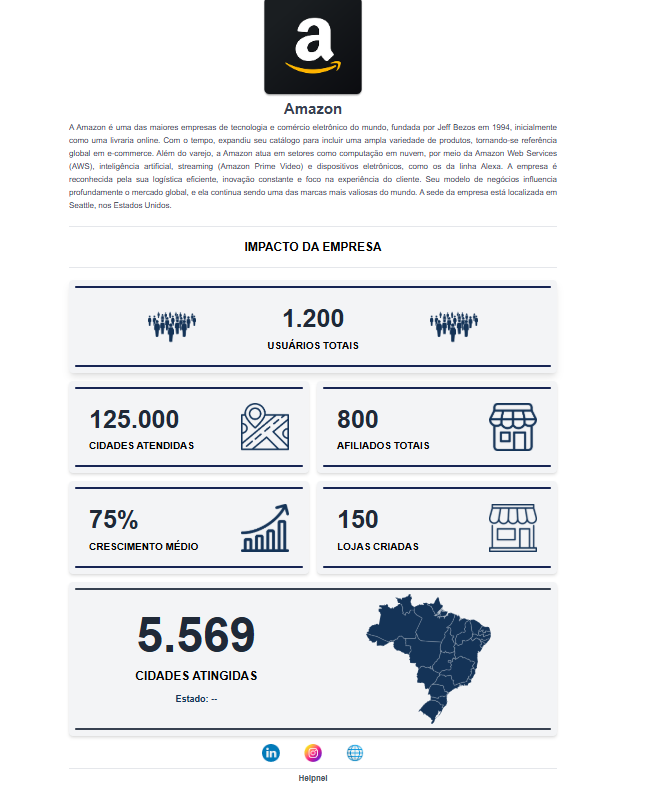 a
Amazon
A Amazon é uma das maiores empresas de tecnologia e comércio eletrônico do mundo, fundada por Jeff Bezos em 1994, inicialmente
como uma livraria online. Com o tempo, expandiu seu catálogo para incluir uma ampla variedade de produtos, tornando-se referência
global em e-commerce. Além do varejo, a Amazon atua em setores como computação em nuvem, por meio da Amazon Web Services
(AWS), inteligência artificial, streaming (Amazon Prime Video) e dispositivos eletrônicos, como os da linha Alexa. A empresa é
reconhecida pela sua logística eficiente, inovação constante e foco na experiência do cliente. Seu modelo de negócios influencia
profundamente o mercado global, e ela continua sendo uma das marcas mais valiosas do mundo. A sede da empresa está localizada em
Seattle, nos Estados Unidos.
IMPACTO DA EMPRESA
1.200
USUÁRIOS TOTAIS
125.000
CIDADES ATENDIDAS
800
AFILIADOS TOTAIS
75%
CRESCIMENTO MÉDIO
150
LOJAS CRIADAS
5.569
CIDADES ATINGIDAS
Estado: --
in
Helpnei